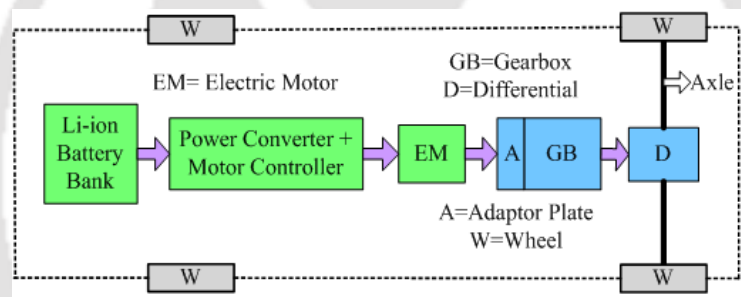 W
W
EM= Electric Motor
GB=Gearbox
D=Differential
Axle
Li-ion
Battery
Bank
Power Converter +
Motor Controller
EM
A
GB
D
A=Adaptor Plate
W=Wheel
W
W